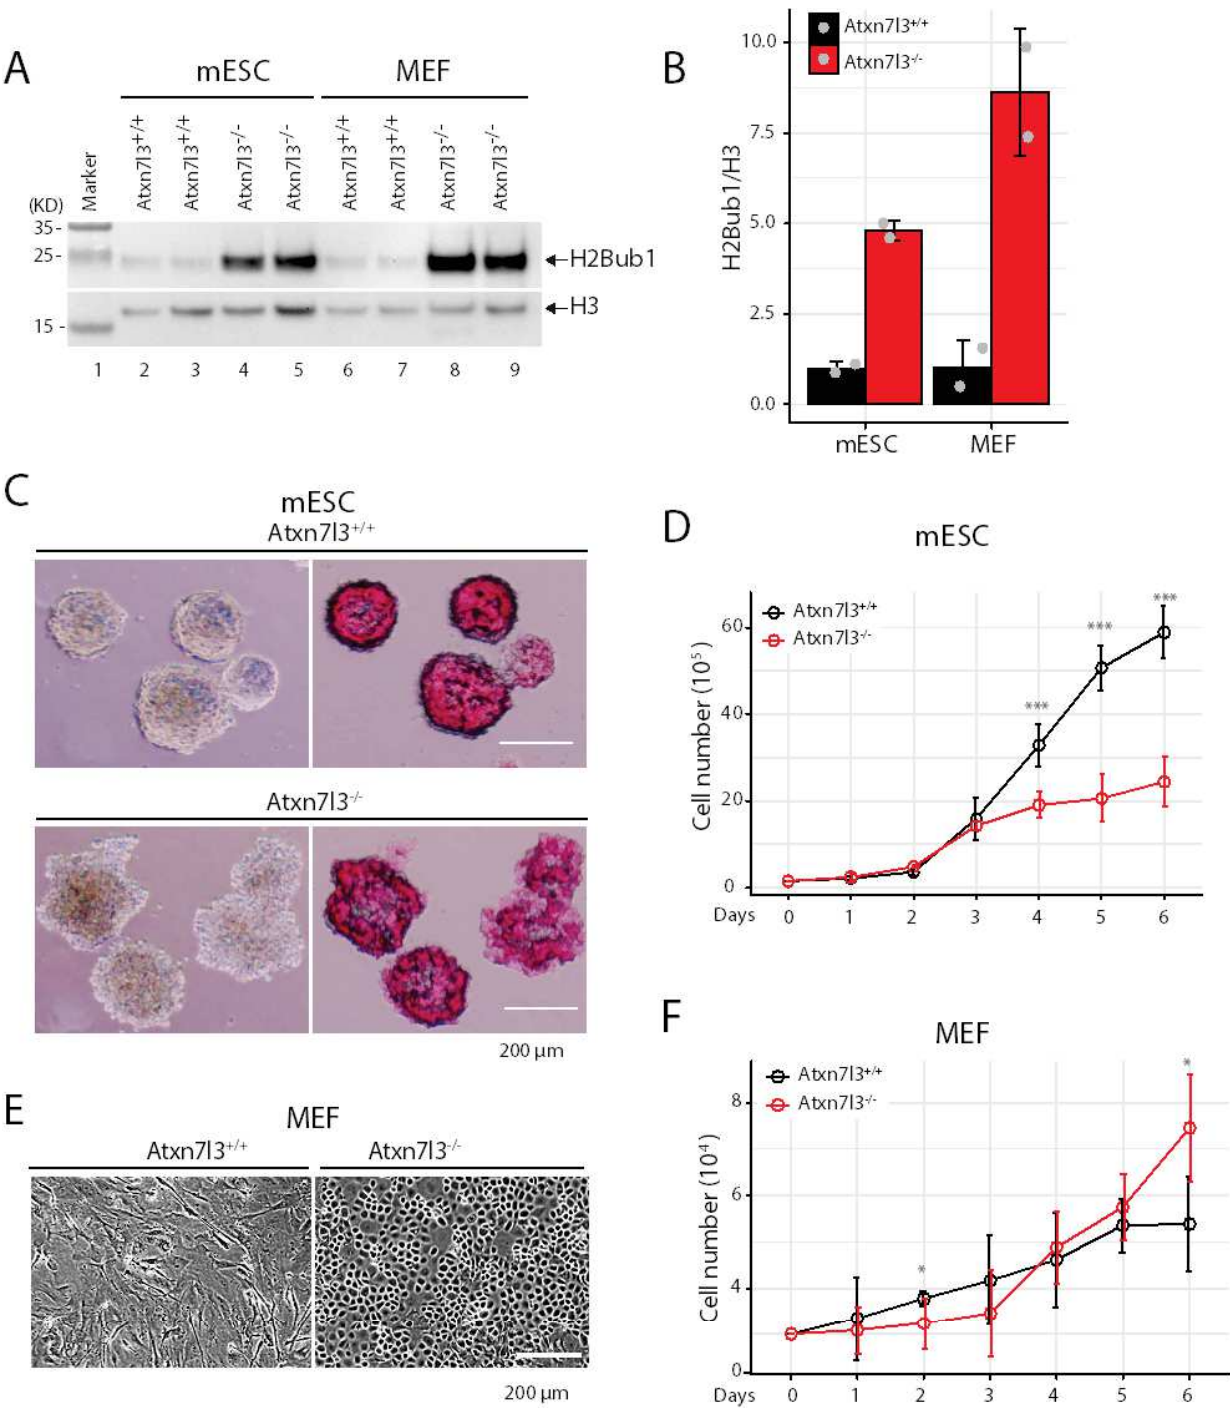 A
mESC
MEF
Marker
Atxn7l3+/+
Atxn7l3+/+
Atxn7l3-/-
Atxn7l3-/-
Atxn7l3+/+
Atxn7l3+/+
Atxn7l3-/-
Atxn7l3-/-
(KD)
35-
25-
15 -
H2Bub1
H3
1 2 3 4 5 6 7 8 9
B
Atxn7l3+/+
Atxn7l3-/-
H2Bub1/H3
10.0
7.5
5.0
2.5
0.0
mESC MEF
C
mESC
Atxn7l3+/+
Atxn7l3-/-
200 µm
D
mESC
Atxn7l3+/+
Atxn7l3-/-
Cell number (10⁵)
60
40
20
0
***
***
***
Days 0 1 2 3 4 5 6
E
MEF
Atxn7l3+/+ Atxn7l3-/-
200 µm
F
MEF
Atxn7l3+/+
Atxn7l3-/-
Cell number (10⁴)
8
6
4
0
*
*
Days 0 1 2 3 4 5 6